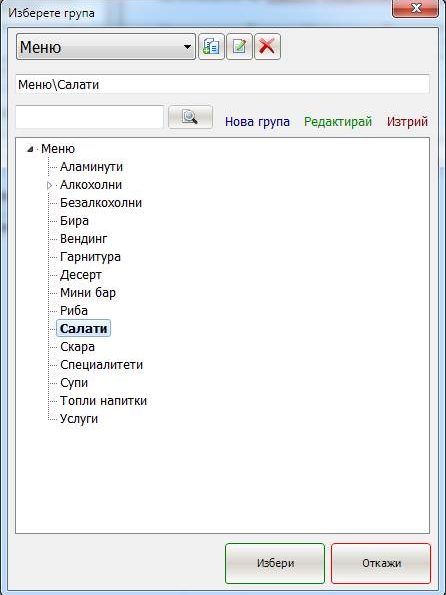 Изберете група
Меню
Меню\Салати
Нова група Редактирай Изтрий
Меню
Аламинути
Алкохолни
Безалкохолни
Бира
Вендинг
Гарнитура
Десерт
Мини бар
Риба
Салати
Скара
Специалитети
Супи
Топли напитки
Услуги
Избери Откажи